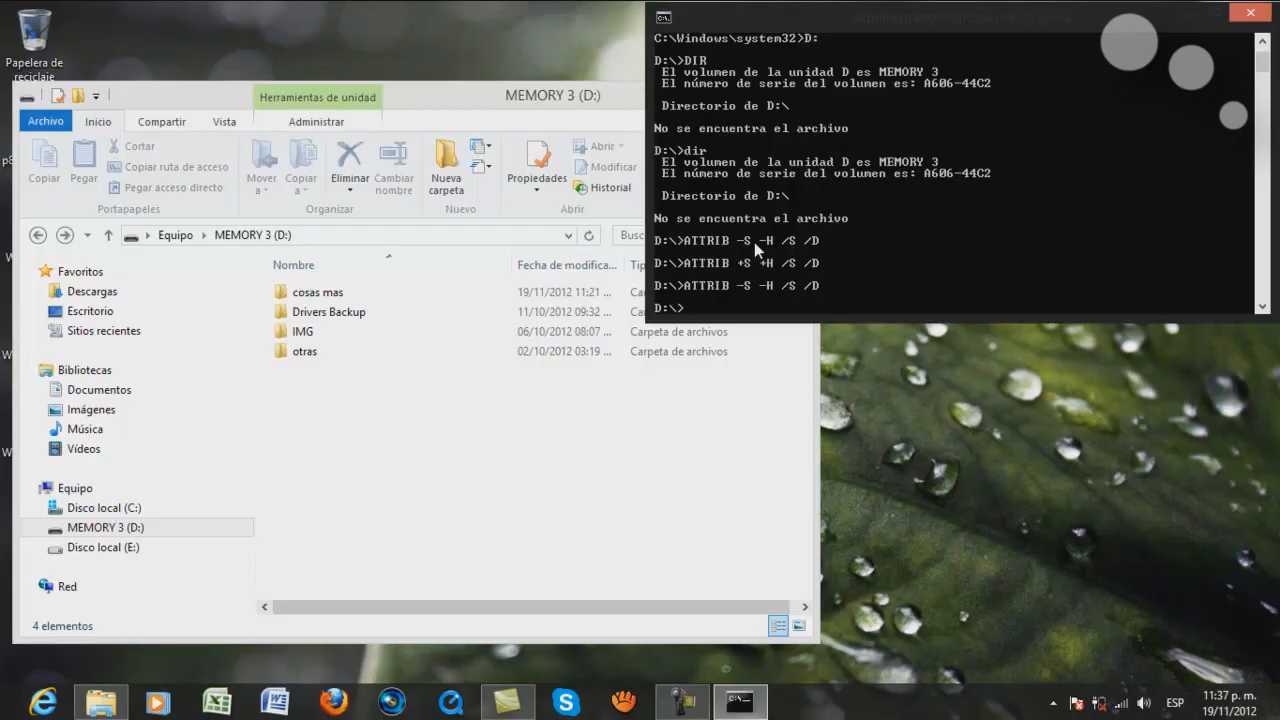 Papelera de
reciclaje
Herramientas de unidad
MEMORY 3 (D:)
Archivo
Inicio
Compartir
Vista
Administrar
Copiar
Pegar
Cortar
Copiar ruta de acceso
Pegar acceso directo
Portapapeles
Mover
a
Copiar
a
Eliminar
Cambiar
nombre
Organizar
Nueva
carpeta
Nuevo
Propiedades
Abrir
Modificar
Historial
Abrir
Equipo
MEMORY 3 (D:)
Nombre
Fecha de modifica...
cosas mas
19/11/2012 11:21 ...
Drivers Backup
11/10/2012 09:32 ...
IMG
06/10/2012 08:07 ...
Carpeta de archivos
otras
02/10/2012 03:19 ...
Carpeta de archivos
Favoritos
Descargas
Escritorio
Sitios recientes
Bibliotecas
Documentos
Imágenes
Música
Vídeos
Equipo
Disco local (C:)
MEMORY 3 (D:)
Disco local (E:)
Red
4 elementos
C:\Windows\system32>D:
D:\>DIR
El volumen de la unidad D es MEMORY 3
El número de serie del volumen es: A606-44C2
Directorio de D:\
No se encuentra el archivo
D:\>dir
El volumen de la unidad D es MEMORY 3
El número de serie del volumen es: A606-44C2
Directorio de D:\
No se encuentra el archivo
D:\>ATTRIB -S -H /S /D
D:\>ATTRIB +S +H /S /D
D:\>ATTRIB -S -H /S /D
D:\>
ESP
11:37 p. m.
19/11/2012